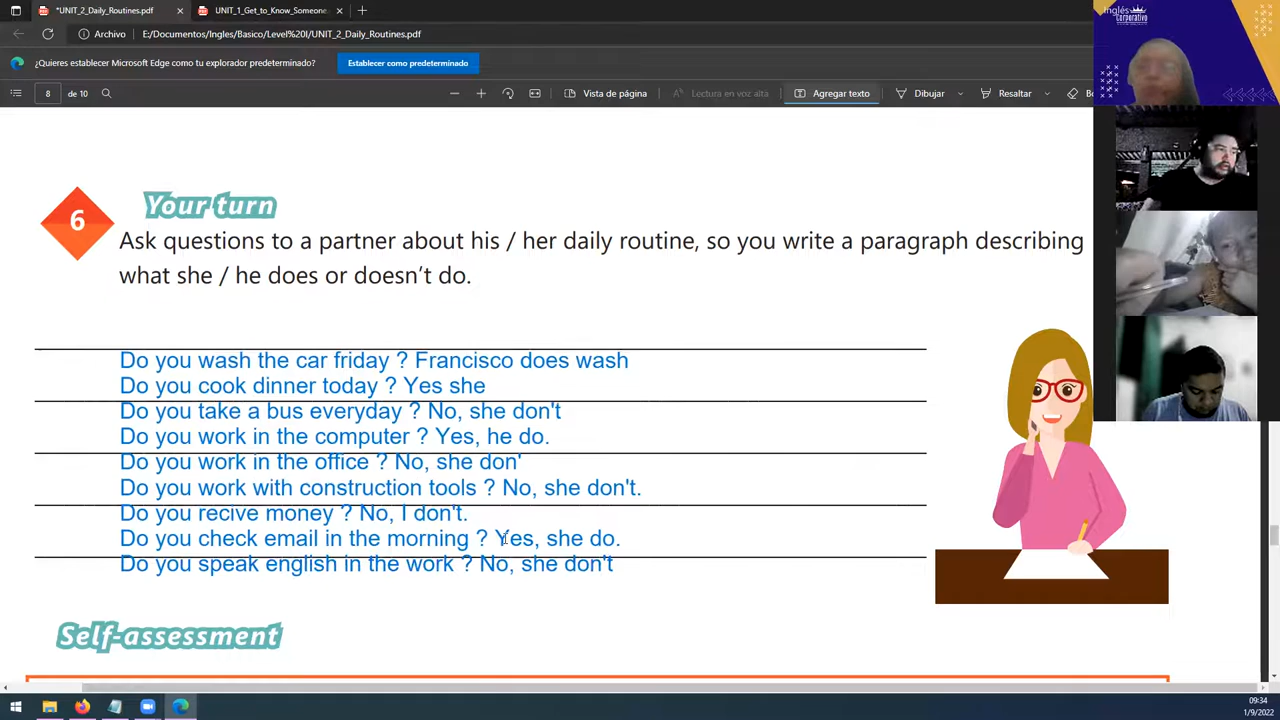 *UNIT_2_Daily_Routines.pdf
UNIT_1_Get_to_Know_Someone
Archivo
E:/Documentos/Ingles/Basico/Level%20I/UNIT_2_Daily_Routines.pdf
¿Quieres establecer Microsoft Edge como tu explorador predeterminado?
Establecer como predeterminado
8
de 10
Vista de página
Lectura en voz alta
Agregar texto
Dibujar
Resaltar
Inglés
Corporativo
6
Your turn
Ask questions to a partner about his / her daily routine, so you write a paragraph describing
what she / he does or doesn't do.
Do you wash the car friday ? Francisco does wash
Do you cook dinner today ? Yes she
Do you take a bus everyday ? No, she don't
Do you work in the computer ? Yes, he do.
Do you work in the office ? No, she don'
Do you work with construction tools ? No, she don't.
Do you recive money ? No, I don't.
Do you check email in the morning ? Yes, she do.
Do you speak english in the work ? No, she don't
Self-assessment
09:34
1/9/2022